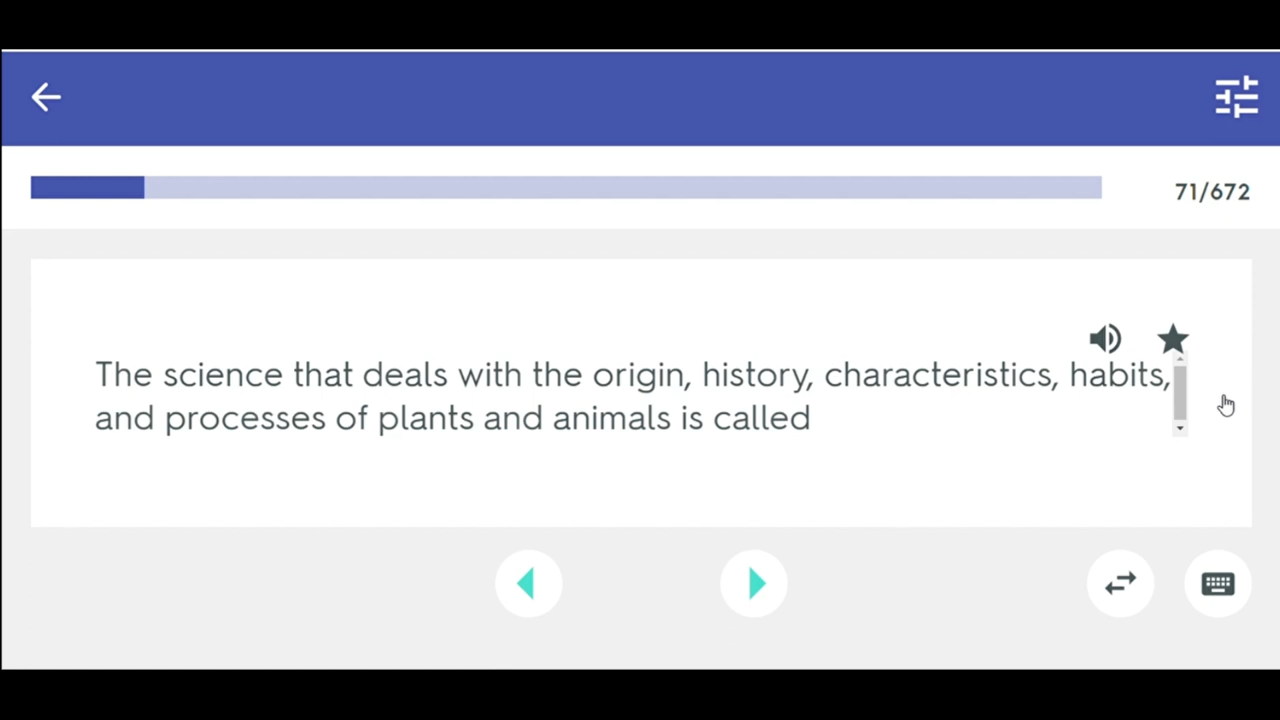 71/672
The science that deals with the origin, history, characteristics, habits,
and processes of plants and animals is called